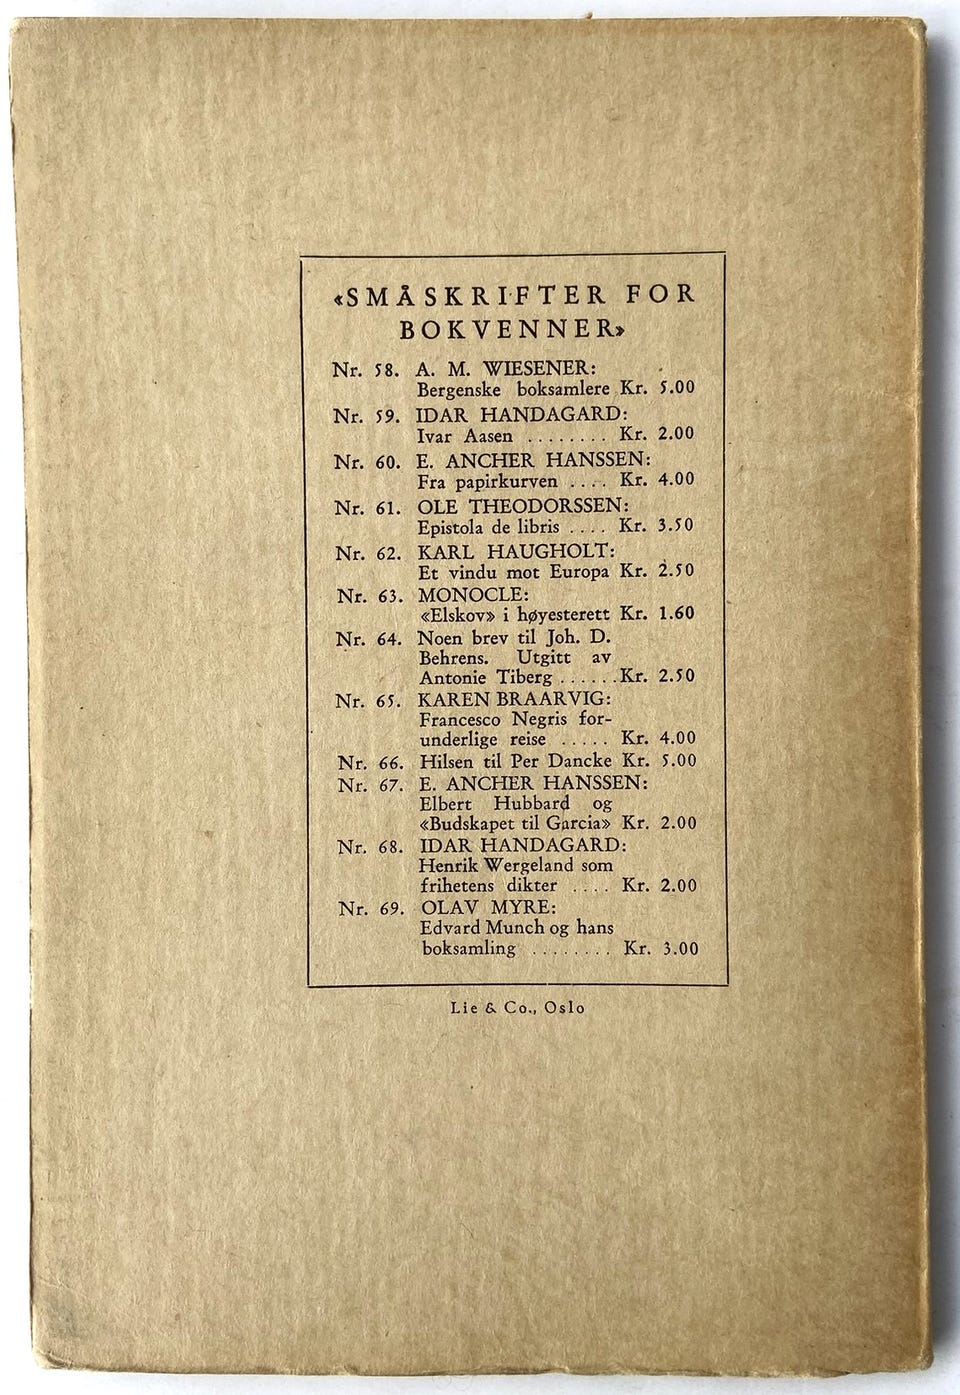 «SMÅSKRIFTER FOR
BOKVENNER»
Nr. 58. A. M. WIESENER:
Bergenske boksamlere Kr. 5.00
Nr. 59. IDAR HANDAGARD:
Ivar Aasen ........ Kr. 2.00
Nr. 60. E. ANCHER HANSSEN:
Fra papirkurven .... Kr. 4.00
Nr. 61. OLE THEODORSSEN:
Epistola de libris .... Kr. 3.50
Nr. 62. KARL HAUGHOLT:
Et vindu mot Europa Kr. 2.50
Nr. 63. MONOCLE:
«Elskov» i høyesterett Kr. 1.60
Nr. 64. Noen brev til Joh. D.
Behrens. Utgitt av
Antonie Tiberg ...... Kr. 2.50
Nr. 65. KAREN BRAARVIG:
Francesco Negris for-
underlige reise ..... Kr. 4.00
Nr. 66. Hilsen til Per Dancke Kr. 5.00
Nr. 67. E. ANCHER HANSSEN:
Elbert Hubbard og
«Budskapet til Garcia» Kr. 2.00
Nr. 68. IDAR HANDAGARD:
Henrik Wergeland som
frihetens dikter .... Kr. 2.00
Nr. 69. OLAV MYRE:
Edvard Munch og hans
boksamling ........ Kr. 3.00
Lie & Co., Oslo